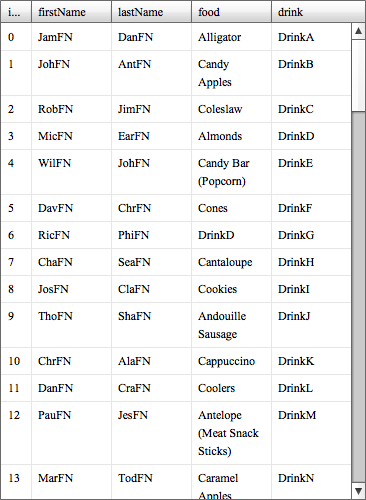 i... firstName lastName food drink
0 JamFN DanFN Alligator DrinkA
1 JohFN AntFN Candy DrinkB
Apples
2 RobFN JimFN Coleslaw DrinkC
3 MicFN EarFN Almonds DrinkD
4 WilFN JohFN Candy Bar DrinkE
(Popcorn)
5 DavFN ChrFN Cones DrinkF
6 RicFN PhiFN DrinkD DrinkG
7 ChaFN SeaFN Cantaloupe DrinkH
8 JosFN ClaFN Cookies DrinkI
9 ThoFN ShaFN Andouille DrinkJ
Sausage
10 ChrFN AlaFN Cappuccino DrinkK
11 DanFN CraFN Coolers DrinkL
12 PauFN JesFN Antelope DrinkM
(Meat Snack
Sticks)
13 MarFN TodFN Caramel DrinkN
Apples